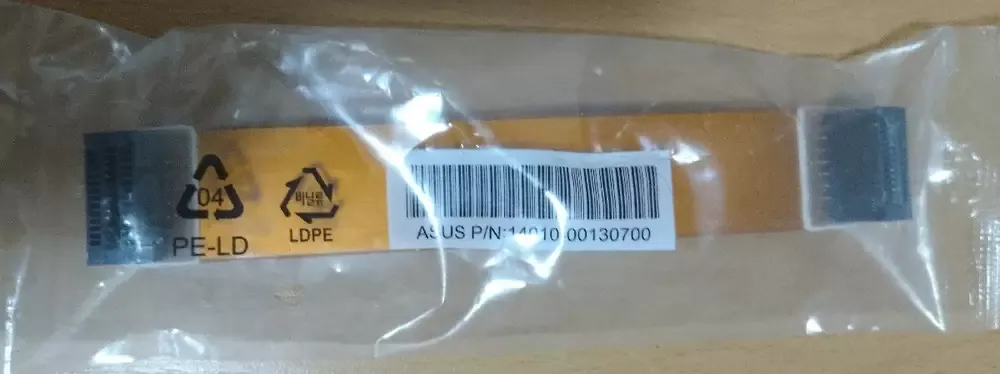 04
PE-LD
비닐류
LDPE
ASUS P/N:14010-00130700